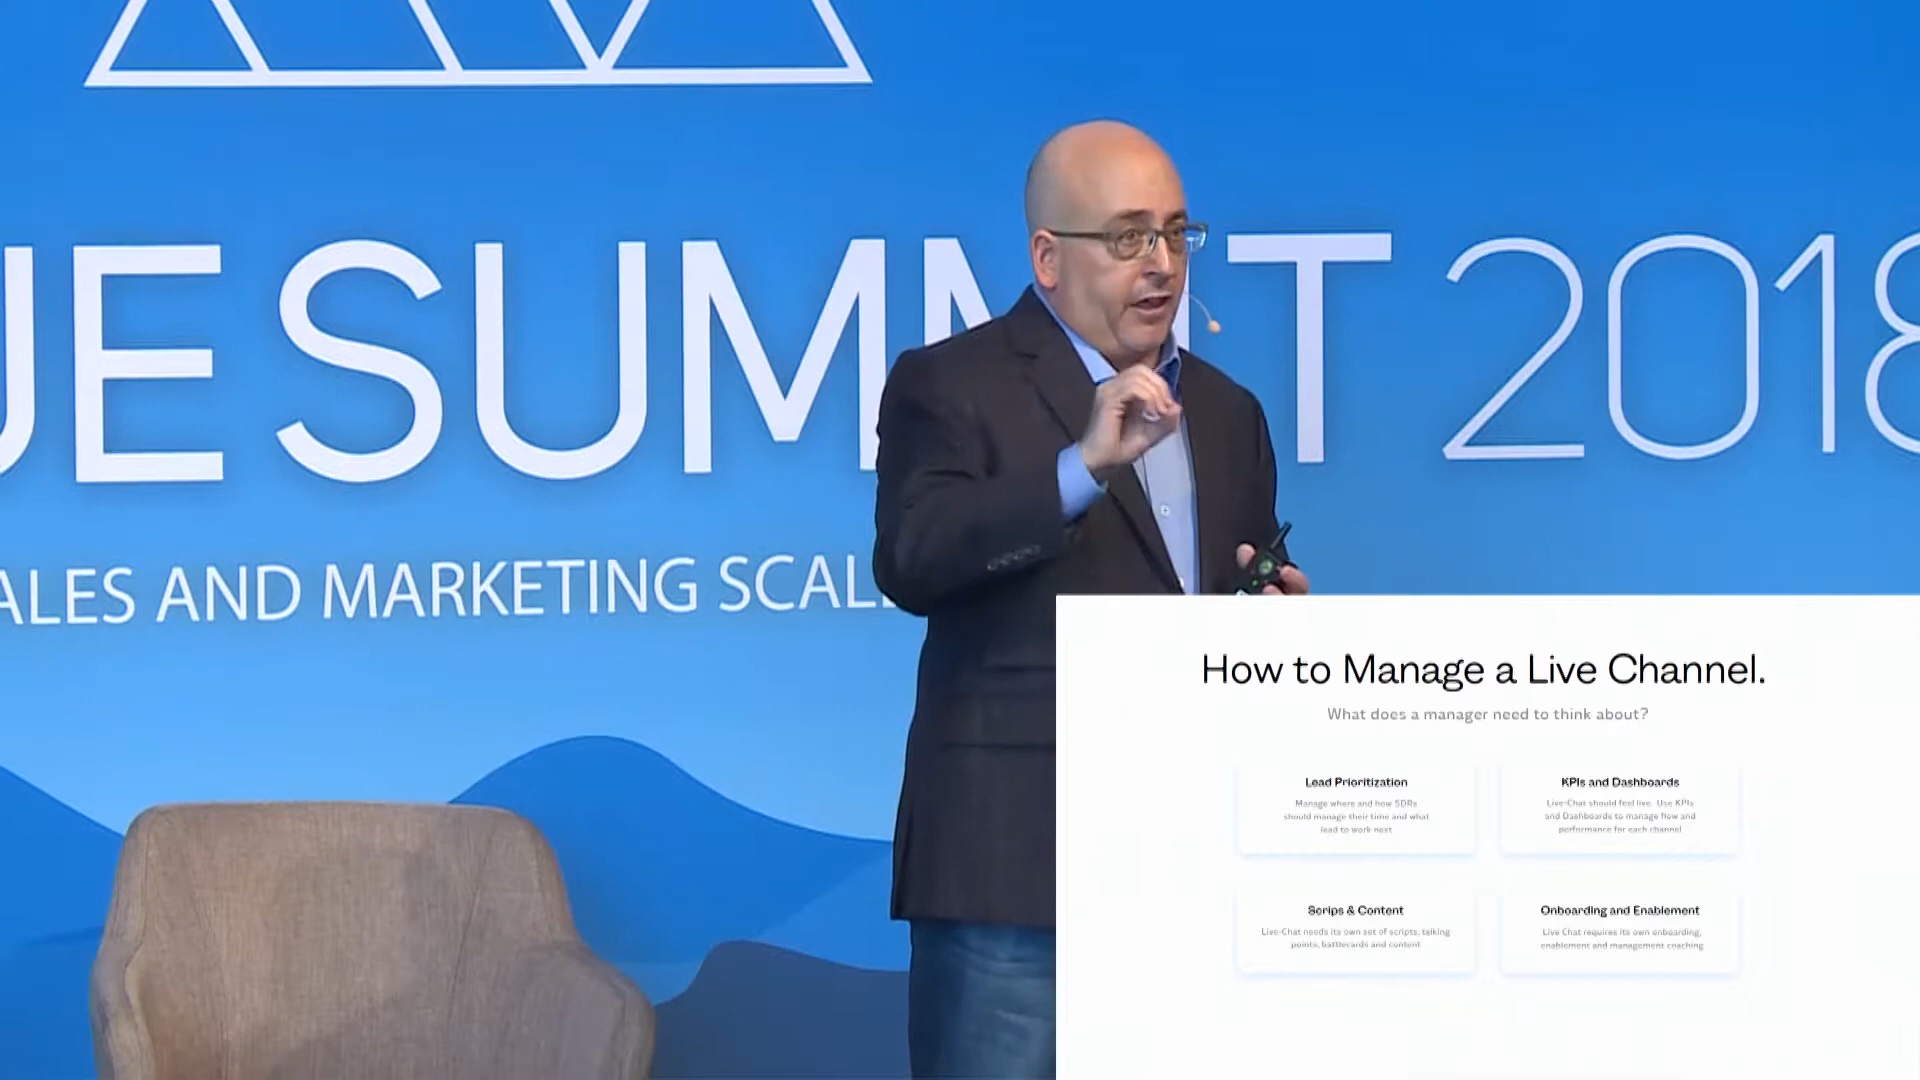 UE SUMMIT 2018
ALES AND MARKETING SCAL
How to Manage a Live Channel.
What does a manager need to think about?
Lead Prioritization
Manage where and how SDRs
should manage their time and what
lead to work next
KPIs and Dashboards
Live-Chat should feel live. Use KPIs
and Dashboards to manage flow and
performance for each channel
Scrips & Content
Live-Chat needs its own set of scripts, talking
points, battlecards and content
Onboarding and Enablement
Live Chat requires its own onboarding,
enablement and management coaching